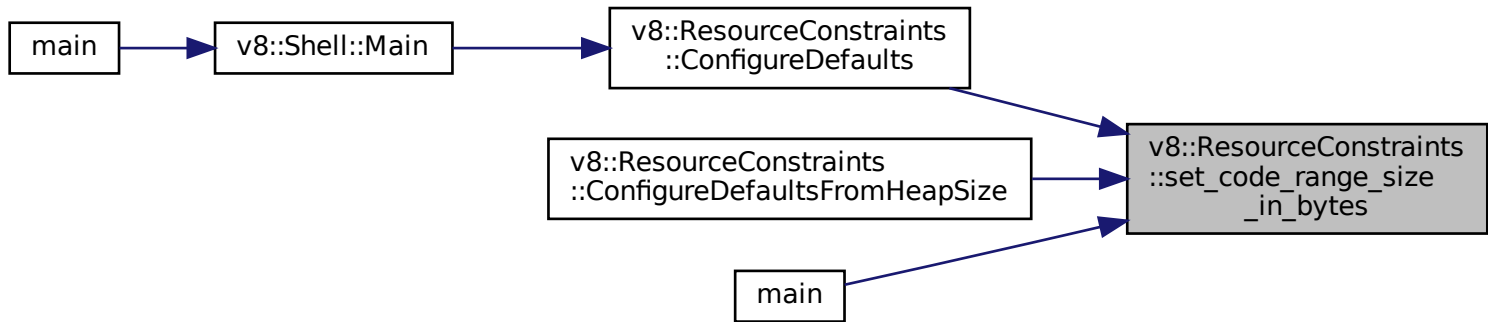 main
v8::Shell::Main
v8::ResourceConstraints
::ConfigureDefaults
v8::ResourceConstraints
::ConfigureDefaultsFromHeapSize
main
v8::ResourceConstraints
::set_code_range_size
_in_bytes